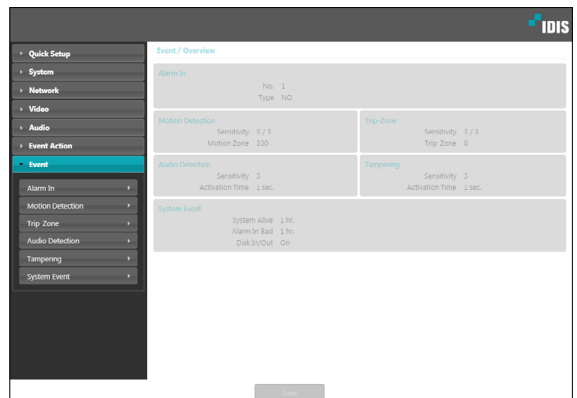 IDIS
Quick Setup
System
Network
Video
Audio
Event Action
Event
Alarm In
Motion Detection
Trip Zone
Audio Detection
Tampering
System Event
Event / Overview
Alarm In
No. 1
Type NO
Motion Detection
Sensitivity 3 / 3
Motion Zone 330
Trip-Zone
Sensitivity 3 / 3
Trip Zone 0
Audio Detection
Sensitivity 3
Activation Time 1 sec.
Tampering
Sensitivity 3
Activation Time 1 sec.
System Event
System Alive 1 hr.
Alarm In Bad 1 hr.
Disk In/Out On
Save